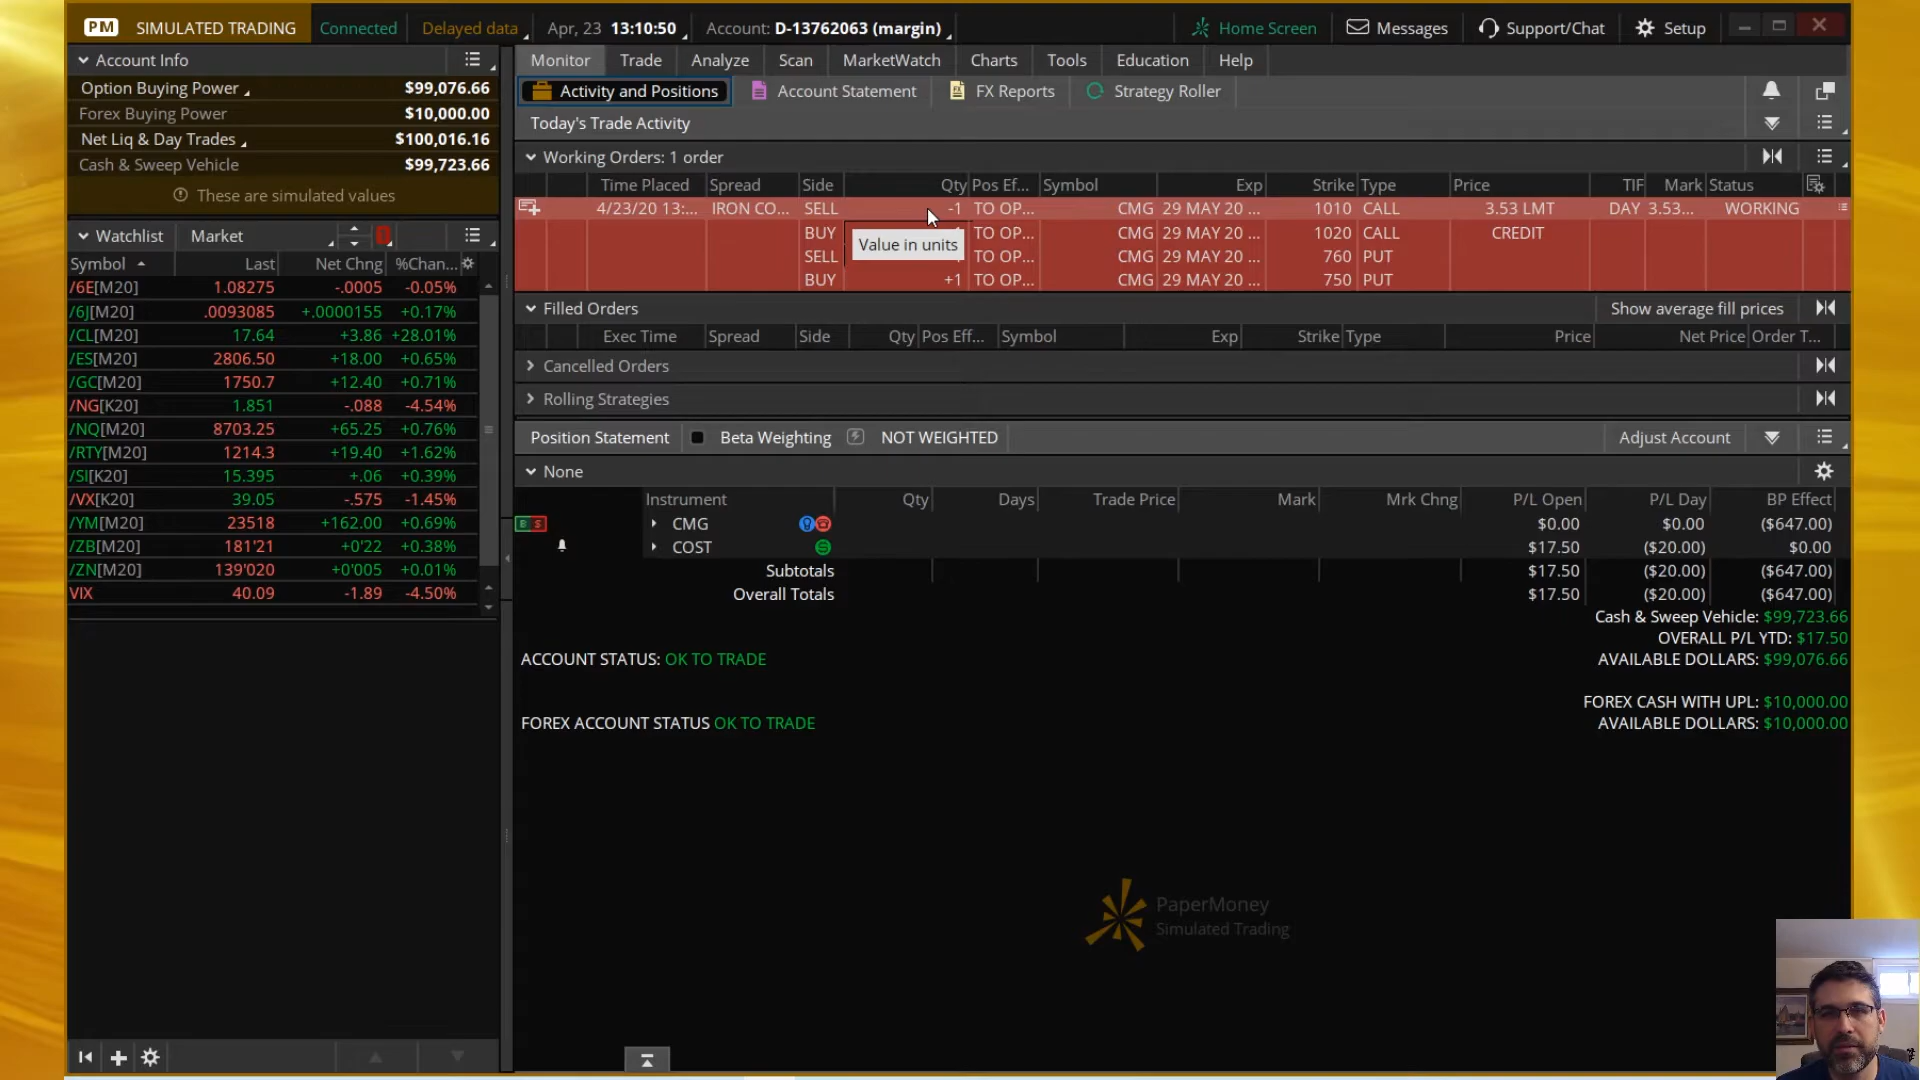 PM SIMULATED TRADING Connected Delayed data Apr, 23 13:10:50 Account: D-13762063 (margin) Home Screen Messages Support/Chat Setup
Account Info
Option Buying Power $99,076.66
Forex Buying Power $10,000.00
Net Liq & Day Trades $100,016.16
Cash & Sweep Vehicle $99,723.66
These are simulated values
Watchlist Market
Symbol Last Net Chng %Chan...
/6E[M20] 1.08275 -.0005 -0.05%
/6J[M20] .0093085 +.0000155 +0.17%
/CL[M20] 17.64 +3.86 +28.01%
/ES[M20] 2806.50 +18.00 +0.65%
/GC[M20] 1750.7 +12.40 +0.71%
/NG[K20] 1.851 -.088 -4.54%
/NQ[M20] 8703.25 +65.25 +0.76%
/RTY[M20] 1214.3 +19.40 +1.62%
/SI[K20] 15.395 +.06 +0.39%
/VX[K20] 39.05 -.575 -1.45%
/YM[M20] 23518 +162.00 +0.69%
/ZB[M20] 181'21 +0'22 +0.38%
/ZN[M20] 139'020 +0'005 +0.01%
VIX 40.09 -1.89 -4.50%
Monitor Trade Analyze Scan MarketWatch Charts Tools Education Help
Activity and Positions Account Statement FX Reports Strategy Roller
Today's Trade Activity
Working Orders: 1 order
Time Placed Spread Side Qty Pos Ef... Symbol Exp Strike Type Price TIF Mark Status
4/23/20 13:... IRON CO... SELL -1 TO OP... CMG 29 MAY 20 ... 1010 CALL 3.53 LMT DAY 3.53... WORKING
BUY TO OP... CMG 29 MAY 20 ... 1020 CALL CREDIT
Value in units
SELL TO OP... CMG 29 MAY 20 ... 760 PUT
BUY +1 TO OP... CMG 29 MAY 20 ... 750 PUT
Filled Orders Show average fill prices
Exec Time Spread Side Qty Pos Eff... Symbol Exp Strike Type Price Net Price Order T...
Cancelled Orders
Rolling Strategies
Position Statement Beta Weighting NOT WEIGHTED Adjust Account
None
Instrument Qty Days Trade Price Mark Mrk Chng P/L Open P/L Day BP Effect
B S CMG $0.00 $0.00 ($647.00)
COST $17.50 ($20.00) $0.00
Subtotals $17.50 ($20.00) ($647.00)
Overall Totals $17.50 ($20.00) ($647.00)
Cash & Sweep Vehicle: $99,723.66
OVERALL P/L YTD: $17.50
ACCOUNT STATUS: OK TO TRADE AVAILABLE DOLLARS: $99,076.66
FOREX CASH WITH UPL: $10,000.00
FOREX ACCOUNT STATUS OK TO TRADE AVAILABLE DOLLARS: $10,000.00
PaperMoney
Simulated Trading